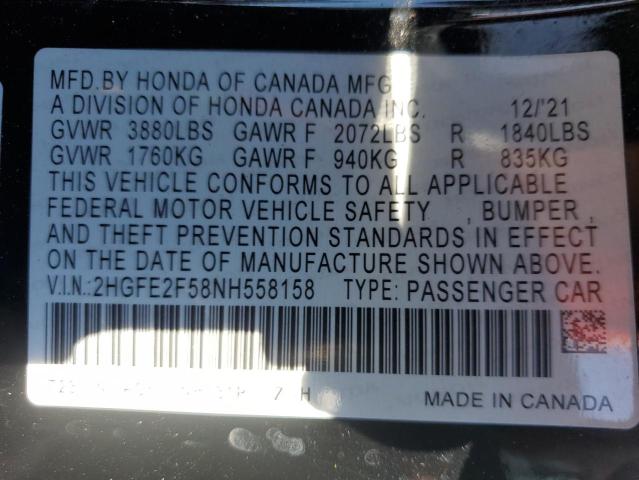 MFD.BY HONDA OF CANADA MFG
A DIVISION OF HONDA CANADA INC. 12/'21
GVWR 3880LBS GAWR F 2072LBS R 1840LBS
GVWR 1760KG GAWR F 940KG R 835KG
THIS VEHICLE CONFORMS TO ALL APPLICABLE
FEDERAL MOTOR VEHICLE SAFETY , BUMPER ,
AND THEFT PREVENTION STANDARDS IN EFFECT
ON THE DATE OF MANUFACTURE SHOWN ABOVE.
V.I.N.:2HGFE2F58NH558158 TYPE: PASSENGER CAR
MADE IN CANADA